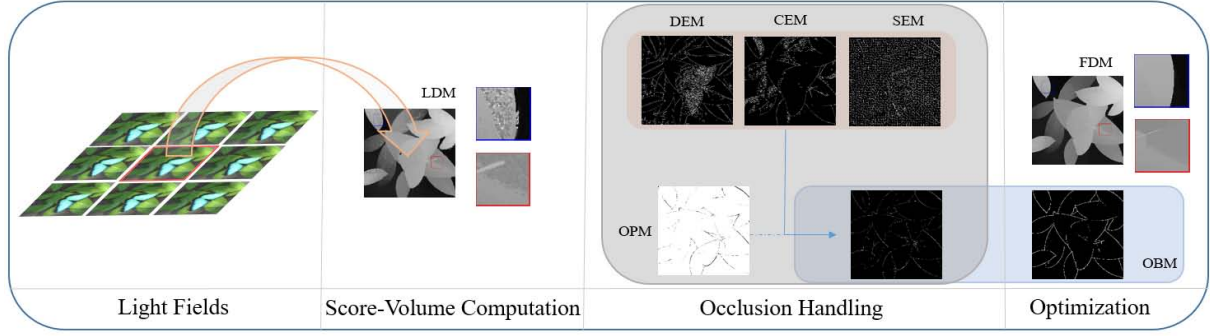 DEM CEM SEM
LDM
FDM
OPM
OBM
Light Fields Score-Volume Computation Occlusion Handling Optimization